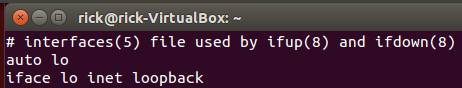 rick@rick-VirtualBox: ~
# interfaces(5) file used by ifup(8) and ifdown(8)
auto lo
iface lo inet loopback